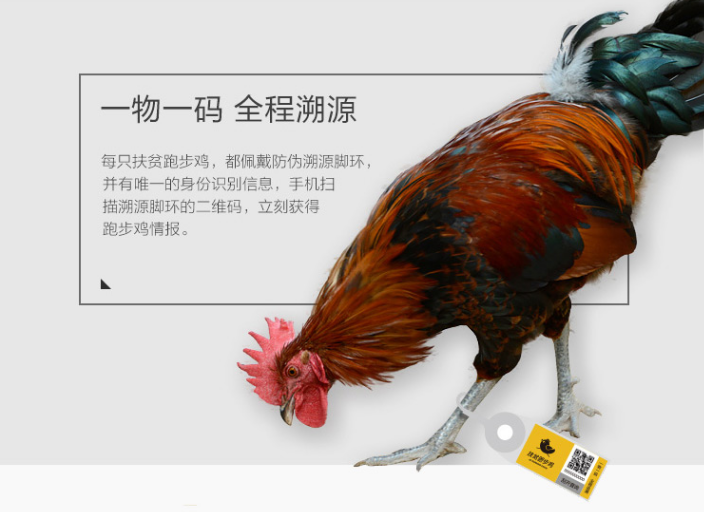 一物一码 全程溯源
每只扶贫跑步鸡，都佩戴防伪溯源脚环，
并有唯一的身份识别信息，手机扫
描溯源脚环的二维码，立刻获得
跑步鸡情报。